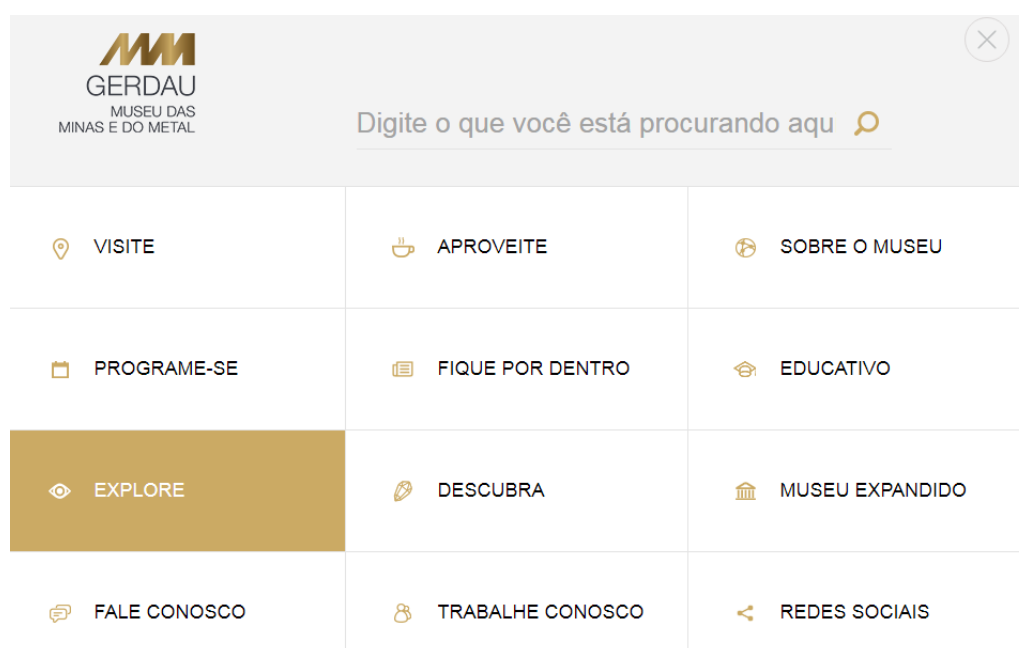 GERDAU
MUSEU DAS
MINAS E DO METAL
Digite o que você está procurando aqu
VISITE
APROVEITE
SOBRE O MUSEU
PROGRAME-SE
FIQUE POR DENTRO
EDUCATIVO
EXPLORE
DESCUBRA
MUSEU EXPANDIDO
FALE CONOSCO
TRABALHE CONOSCO
REDES SOCIAIS